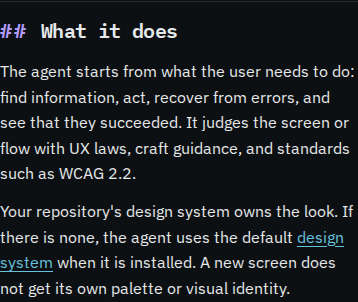 ## What it does
The agent starts from what the user needs to do:
find information, act, recover from errors, and
see that they succeeded. It judges the screen or
flow with UX laws, craft guidance, and standards
such as WCAG 2.2.
Your repository's design system owns the look. If
there is none, the agent uses the default design
system when it is installed. A new screen does
not get its own palette or visual identity.